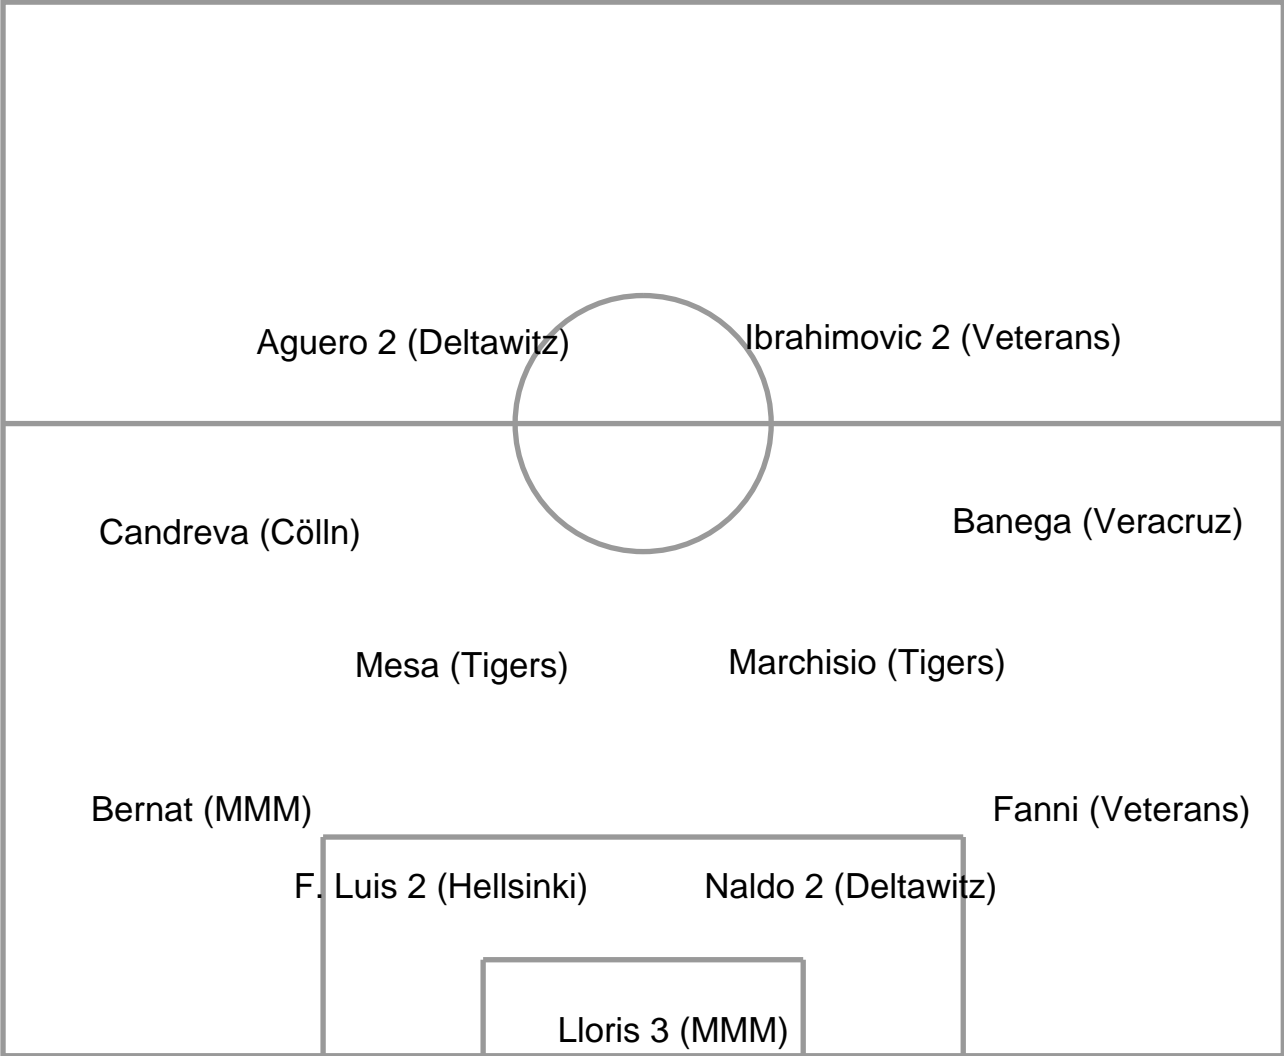 Aguero 2 (Deltawitz)
Ibrahimovic 2 (Veterans)
Candreva (Cölln)
Banega (Veracruz)
Mesa (Tigers)
Marchisio (Tigers)
Bernat (MMM)
Fanni (Veterans)
F. Luis 2 (Hellsinki)
Naldo 2 (Deltawitz)
Lloris 3 (MMM)